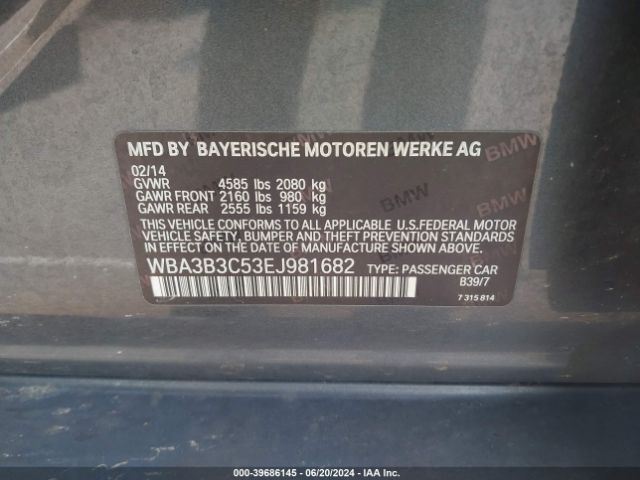 MFD BY BAYERISCHE MOTOREN WERKE AG
02/14
GVWR 4585 lbs 2080 kg
GAWR FRONT 2160 lbs 980 kg
GAWR REAR 2555 lbs 1159 kg
THIS VEHICLE CONFORMS TO ALL APPLICABLE U.S.FEDERAL MOTOR
VEHICLE SAFETY, BUMPER, AND THEFT PREVENTION STANDARDS
IN EFFECT ON THE DATE OF MANUFACTURE SHOWN ABOVE.
WBA3B3C53EJ981682 TYPE: PASSENGER CAR
B39/7
7 315 814
000-39686145 - 06/20/2024 - IAAI.COM